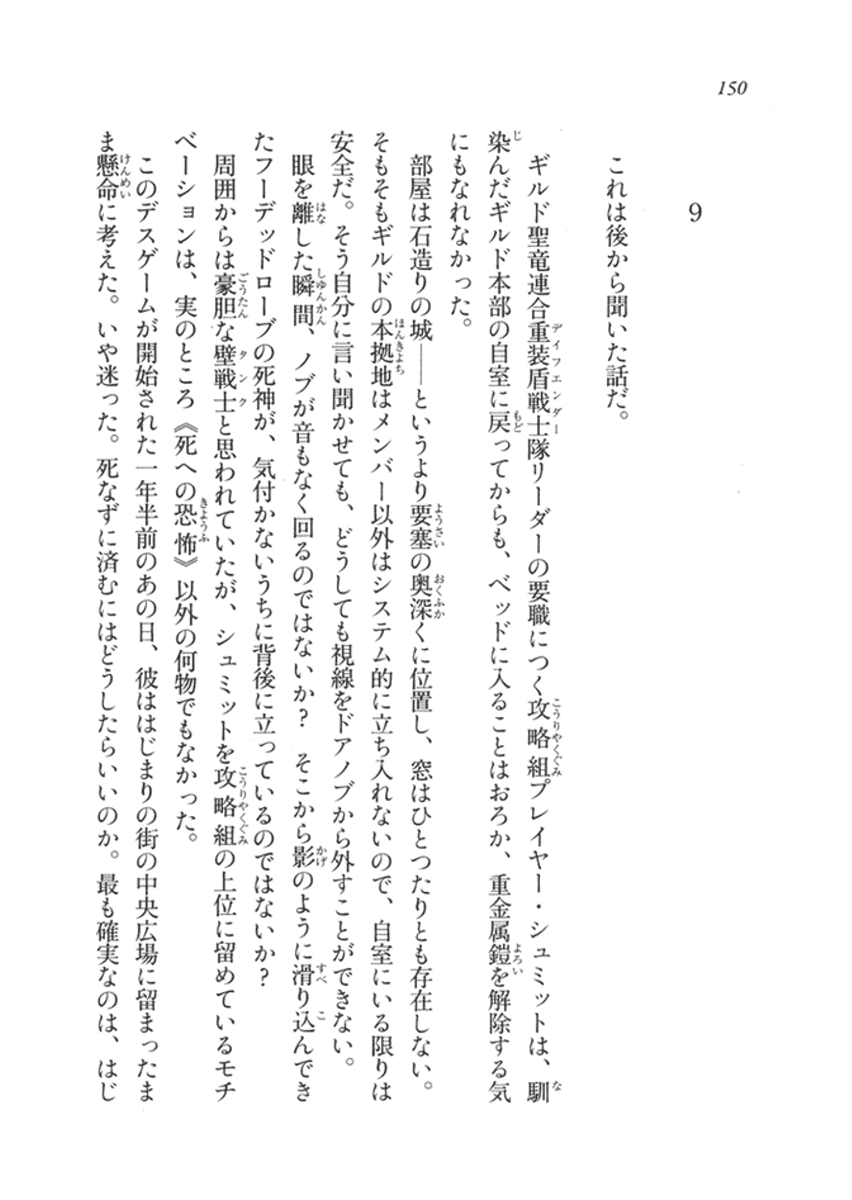 150
9
これは後から聞いた話だ。
ギルド聖竜連合重装盾戦士隊リーダーの要職につく攻略組プレイヤー・シュミットは、馴
染んだギルド本部の自室に戻ってからも、ベッドに入ることはおろか、重金属鎧を解除する気
にもなれなかった。
部屋は石造りの城――というより要塞の奥深くに位置し、窓はひとつたりとも存在しない。
そもそもギルドの本拠地はメンバー以外はシステム的に立ち入れないので、自室にいる限りは
安全だ。そう自分に言い聞かせても、どうしても視線をドアノブから外すことができない。
眼を離した瞬間、ノブが音もなく回るのではないか？　そこから影のように滑り込んでき
たフーデッドローブの死神が、気付かないうちに背後に立っているのではないか？
周囲からは豪胆な壁戦士と思われていたが、シュミットを攻略組の上位に留めているモチ
ベーションは、実のところ《死への恐怖》以外の何物でもなかった。
このデスゲームが開始された一年半前のあの日、彼ははじまりの街の中央広場に留まったま
ま懸命に考えた。いや迷った。死なずに済むにはどうしたらいいのか。最も確実なのは、はじ